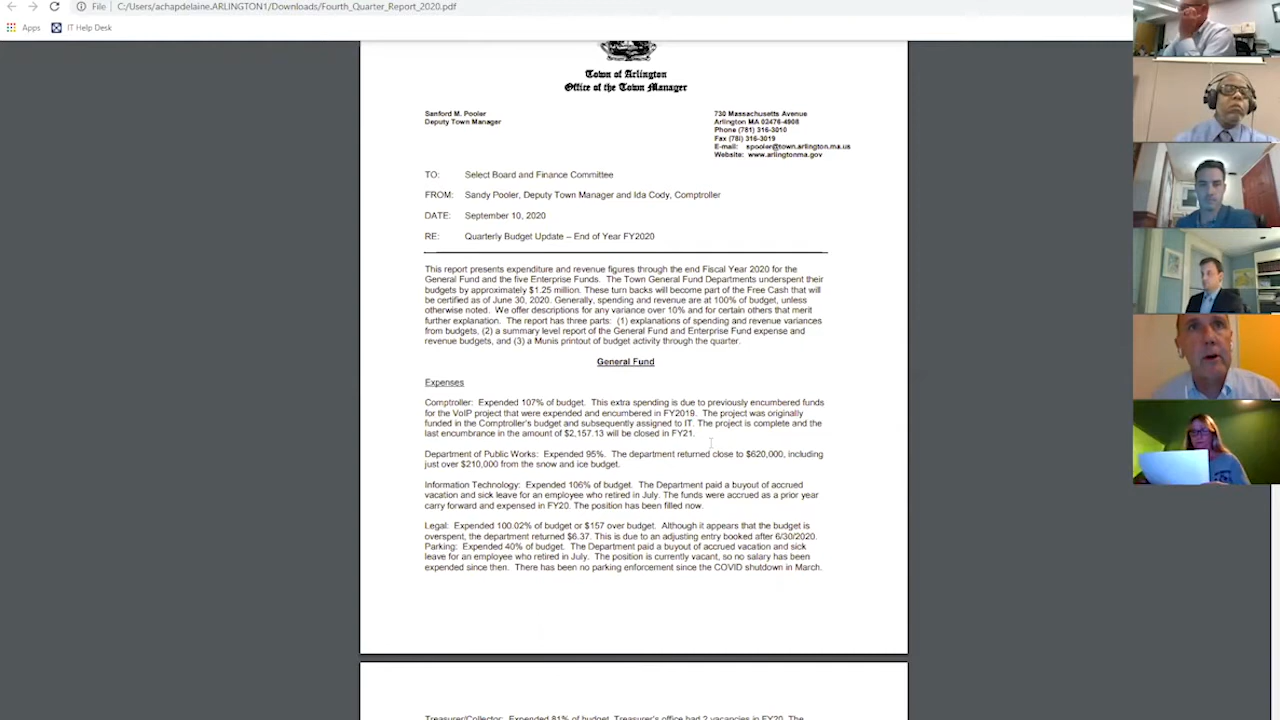 File C:/Users/achapdelaine.ARLINGTON1/Downloads/Fourth_Quarter_Report_2020.pdf
Apps IT Help Desk
Town of Arlington
Office of the Town Manager
Sanford M. Pooler
Deputy Town Manager
730 Massachusetts Avenue
Arlington MA 02476-4908
Phone (781) 316-3010
Fax (781) 316-3019
E-mail: spooler@town.arlington.ma.us
Website: www.arlingtonma.gov
TO: Select Board and Finance Committee
FROM: Sandy Pooler, Deputy Town Manager and Ida Cody, Comptroller
DATE: September 10, 2020
RE: Quarterly Budget Update – End of Year FY2020
This report presents expenditure and revenue figures through the end Fiscal Year 2020 for the
General Fund and the five Enterprise Funds. The Town General Fund Departments underspent their
budgets by approximately $1.25 million. These turn backs will become part of the Free Cash that will
be certified as of June 30, 2020. Generally, spending and revenue are at 100% of budget, unless
otherwise noted. We offer descriptions for any variance over 10% and for certain others that merit
further explanation. The report has three parts: (1) explanations of spending and revenue variances
from budgets, (2) a summary level report of the General Fund and Enterprise Fund expense and
revenue budgets, and (3) a Munis printout of budget activity through the quarter.
General Fund
Expenses
Comptroller: Expended 107% of budget. This extra spending is due to previously encumbered funds
for the VoIP project that were expended and encumbered in FY2019. The project was originally
funded in the Comptroller's budget and subsequently assigned to IT. The project is complete and the
last encumbrance in the amount of $2,157.13 will be closed in FY21.
Department of Public Works: Expended 95%. The department returned close to $620,000, including
just over $210,000 from the snow and ice budget.
Information Technology: Expended 106% of budget. The Department paid a buyout of accrued
vacation and sick leave for an employee who retired in July. The funds were accrued as a prior year
carry forward and expensed in FY20. The position has been filled now.
Legal: Expended 100.02% of budget or $157 over budget. Although it appears that the budget is
overspent, the department returned $6.37. This is due to an adjusting entry booked after 6/30/2020.
Parking: Expended 40% of budget. The Department paid a buyout of accrued vacation and sick
leave for an employee who retired in July. The position is currently vacant, so no salary has been
expended since then. There has been no parking enforcement since the COVID shutdown in March.
Treasurer/Collector: Expended 81% of budget. Treasurer's office had 2 vacancies in FY20. The